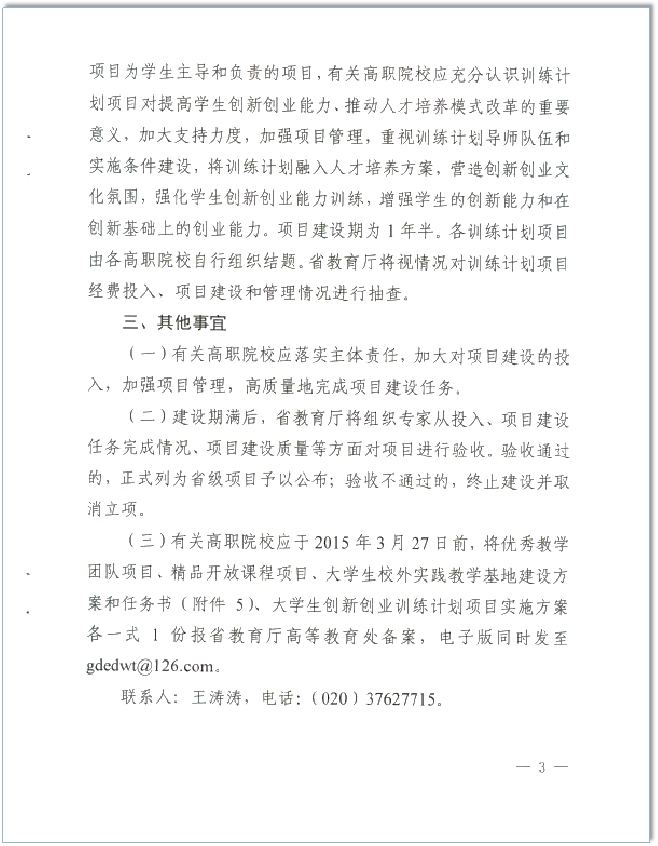 项目为学生主导和负责的项目，有关高职院校应充分认识训练计
划项目对提高学生创新创业能力、推动人才培养模式改革的重要
意义，加大支持力度，加强项目管理，重视训练计划导师队伍和
实施条件建设，将训练计划融入人才培养方案，营造创新创业文
化氛围，强化学生创新创业能力训练，增强学生的创新能力和在
创新基础上的创业能力。项目建设期为 1 年半。各训练计划项目
由各高职院校自行组织结题。省教育厅将视情况对训练计划项目
经费投入、项目建设和管理情况进行抽查。
三、其他事宜
（一）有关高职院校应落实主体责任，加大对项目建设的投
入，加强项目管理，高质量地完成项目建设任务。
（二）建设期满后，省教育厅将组织专家从投入、项目建设
任务完成情况、项目建设质量等方面对项目进行验收。验收通过
的，正式列为省级项目予以公布；验收不通过的，终止建设并取
消立项。
（三）有关高职院校应于 2015 年 3 月 27 日前，将优秀教学
团队项目、精品开放课程项目、大学生校外实践教学基地建设方
案和任务书（附件 5）、大学生创新创业训练计划项目实施方案
各一式 1 份报省教育厅高等教育处备案，电子版同时发至
gdedwt@126.com。
联系人：王涛涛，电话：（020）37627715。
— 3 —